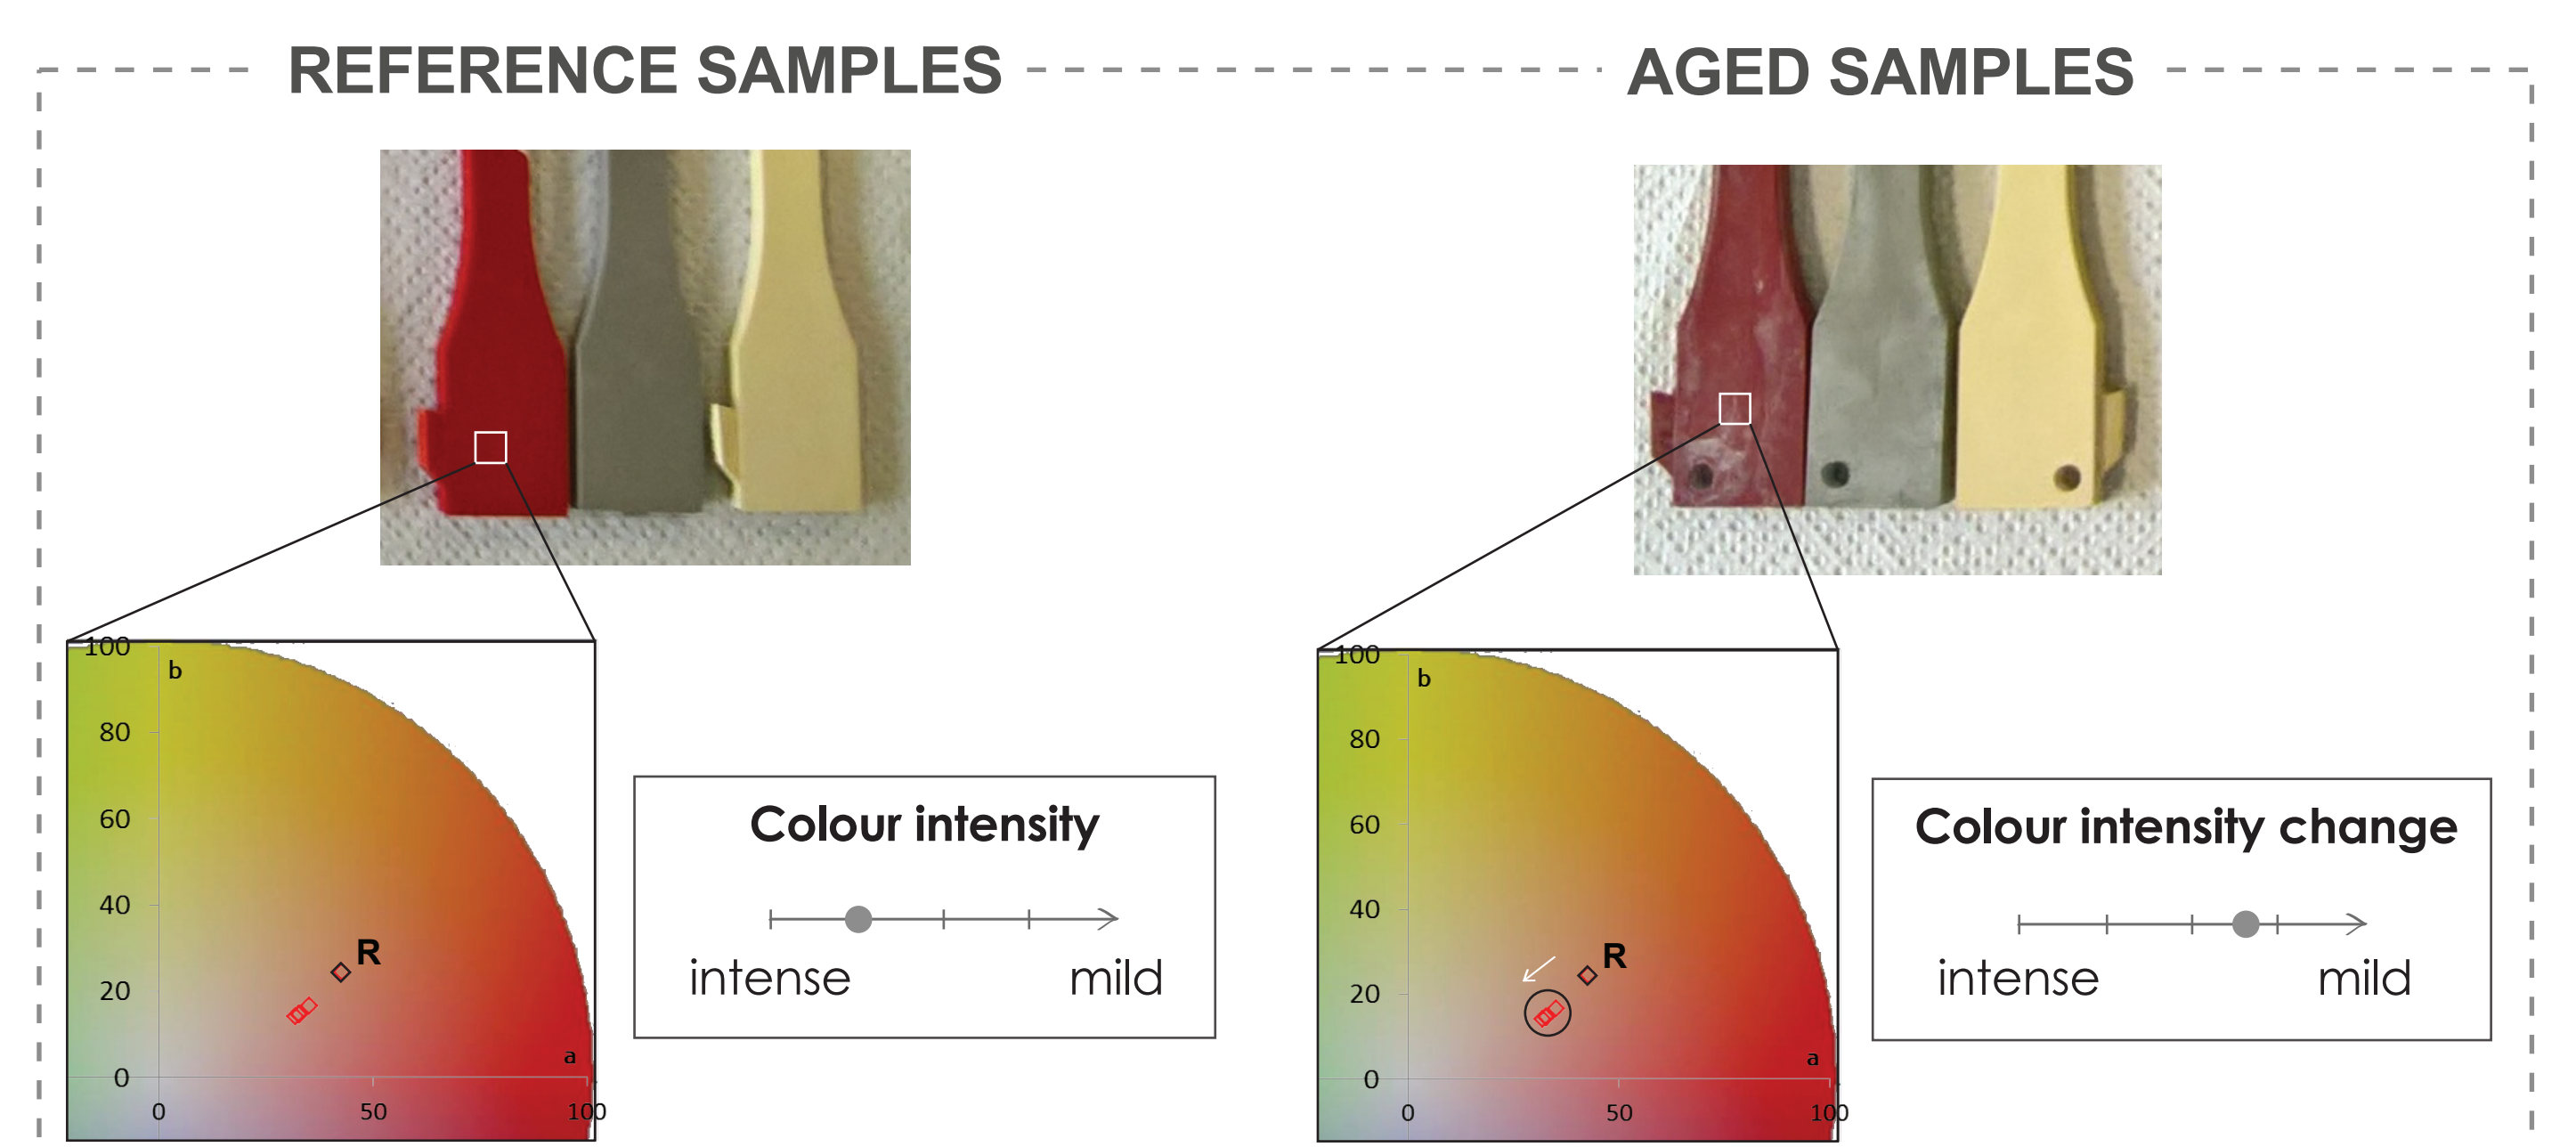 REFERENCE SAMPLES
AGED SAMPLES
100
b
80
60
40
20
0
R
a
0 50 100
Colour intensity
intense mild
100
b
80
60
40
20
0
R
a
0 50 100
Colour intensity change
intense mild